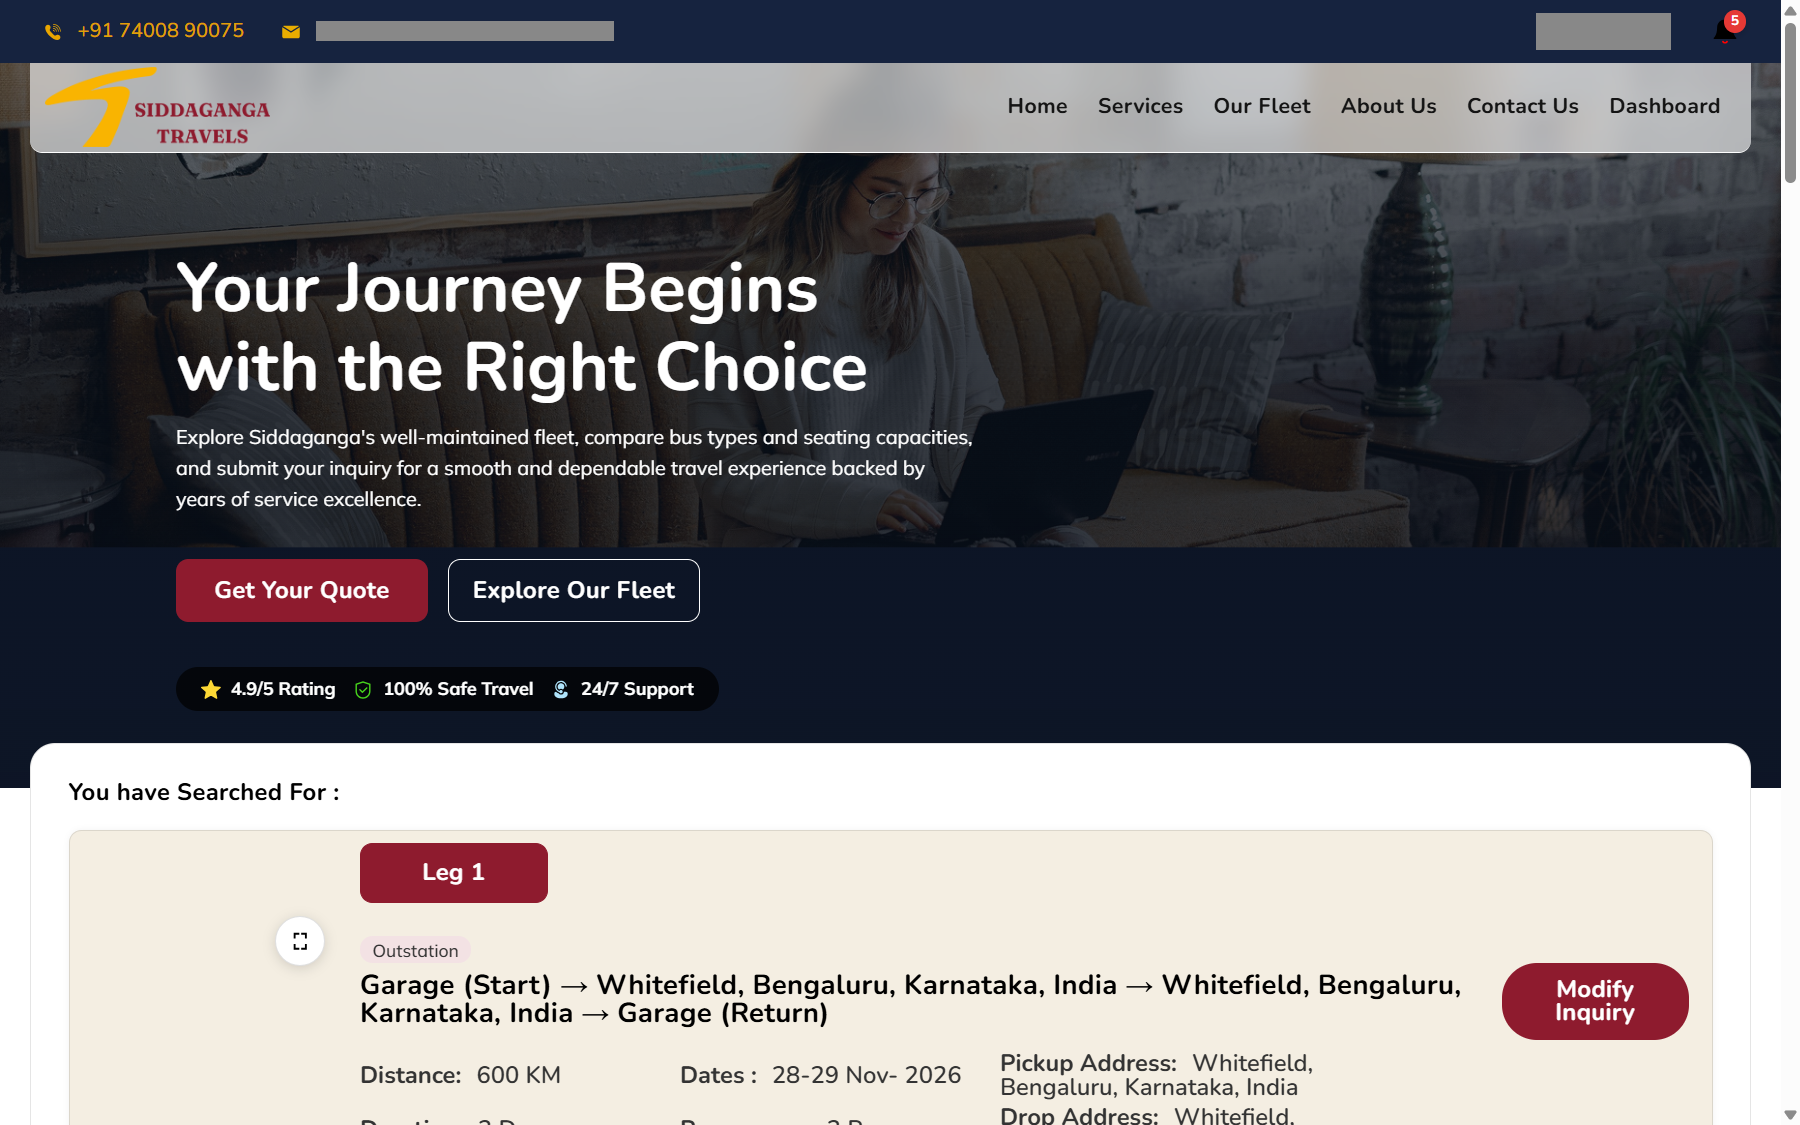 +91 74008 90075
5
SIDDAGANGA
TRAVELS
Home Services Our Fleet About Us Contact Us Dashboard
Your Journey Begins
with the Right Choice
Explore Siddaganga's well-maintained fleet, compare bus types and seating capacities,
and submit your inquiry for a smooth and dependable travel experience backed by
years of service excellence.
Get Your Quote Explore Our Fleet
4.9/5 Rating 100% Safe Travel 24/7 Support
You have Searched For :
Leg 1
Outstation
Garage (Start) → Whitefield, Bengaluru, Karnataka, India → Whitefield, Bengaluru,
Karnataka, India → Garage (Return)
Modify
Inquiry
Distance: 600 KM
Dates : 28-29 Nov- 2026
Pickup Address: Whitefield,
Bengaluru, Karnataka, India
Drop Address: Whitefield,